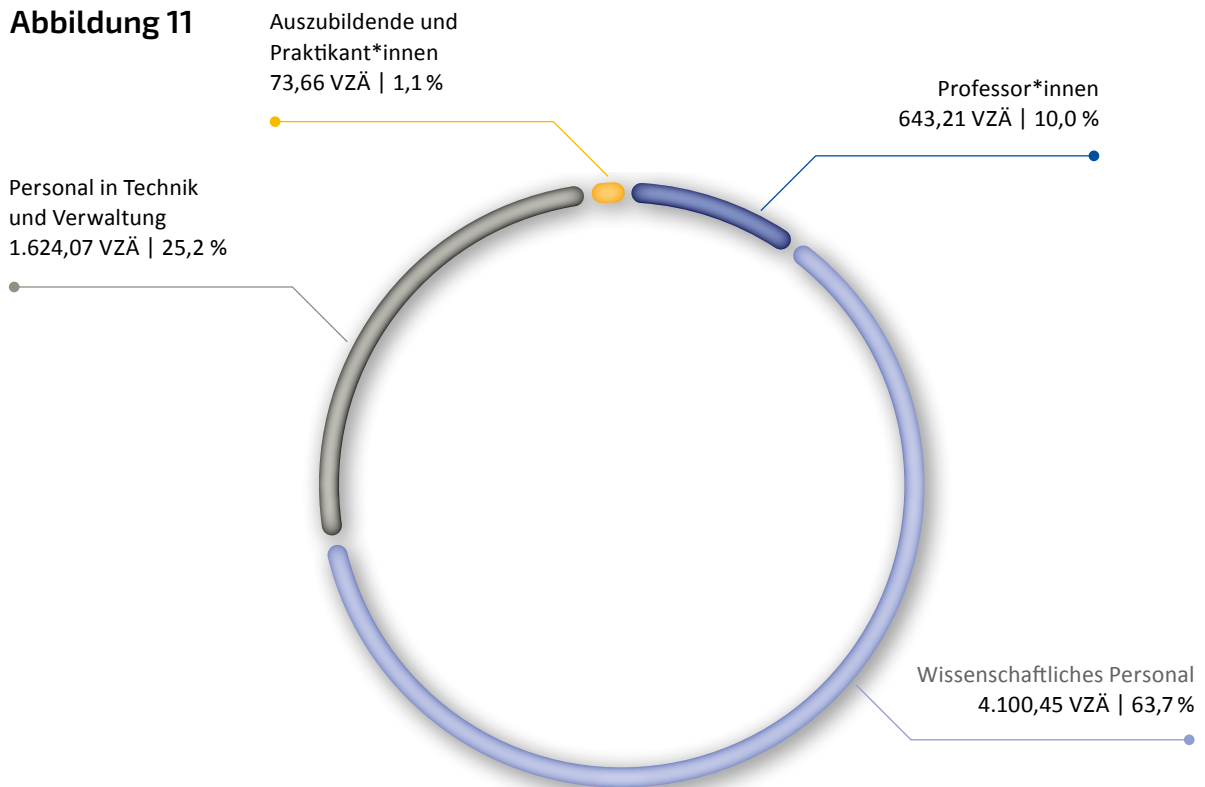 Abbildung 11
Auszubildende und
Praktikant*innen
73,66 VZÄ | 1,1 %
Professor*innen
643,21 VZÄ | 10,0 %
Personal in Technik
und Verwaltung
1.624,07 VZÄ | 25,2 %
Wissenschaftliches Personal
4.100,45 VZÄ | 63,7 %